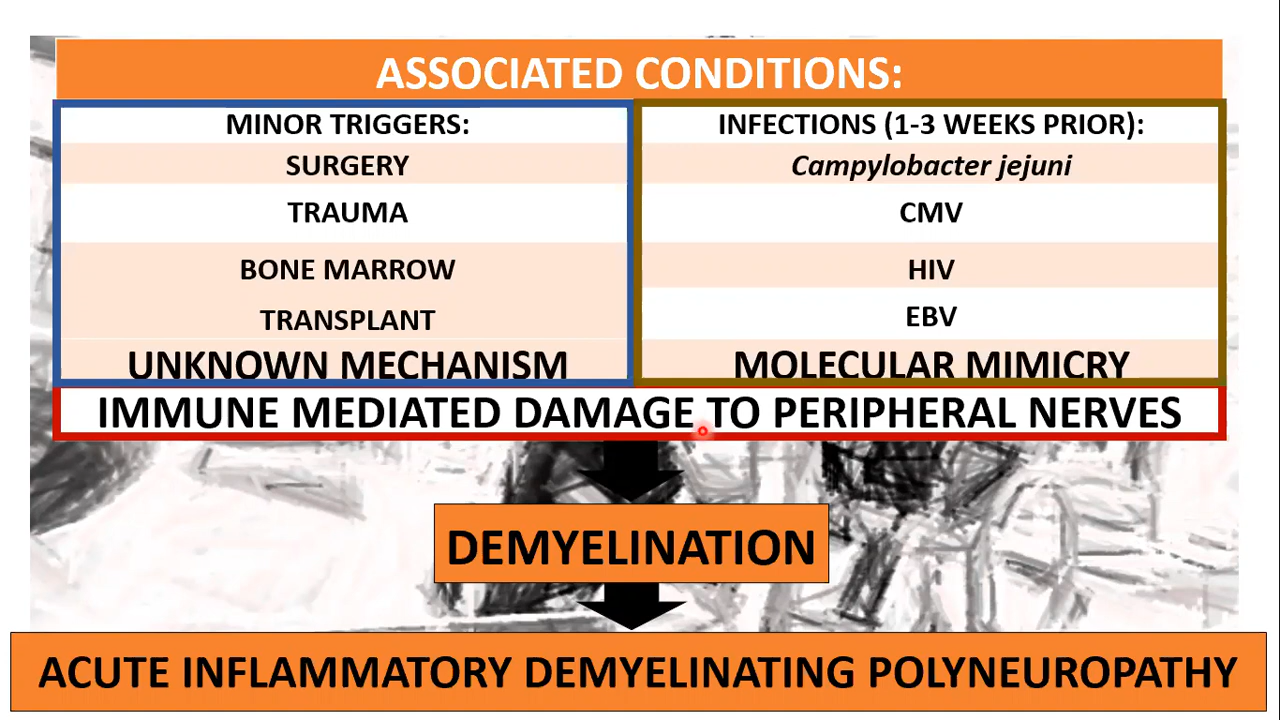 ASSOCIATED CONDITIONS:
MINOR TRIGGERS:
SURGERY
TRAUMA
BONE MARROW
TRANSPLANT
UNKNOWN MECHANISM
INFECTIONS (1-3 WEEKS PRIOR):
Campylobacter jejuni
CMV
HIV
EBV
MOLECULAR MIMICRY
IMMUNE MEDIATED DAMAGE TO PERIPHERAL NERVES
DEMYELINATION
ACUTE INFLAMMATORY DEMYELINATING POLYNEUROPATHY